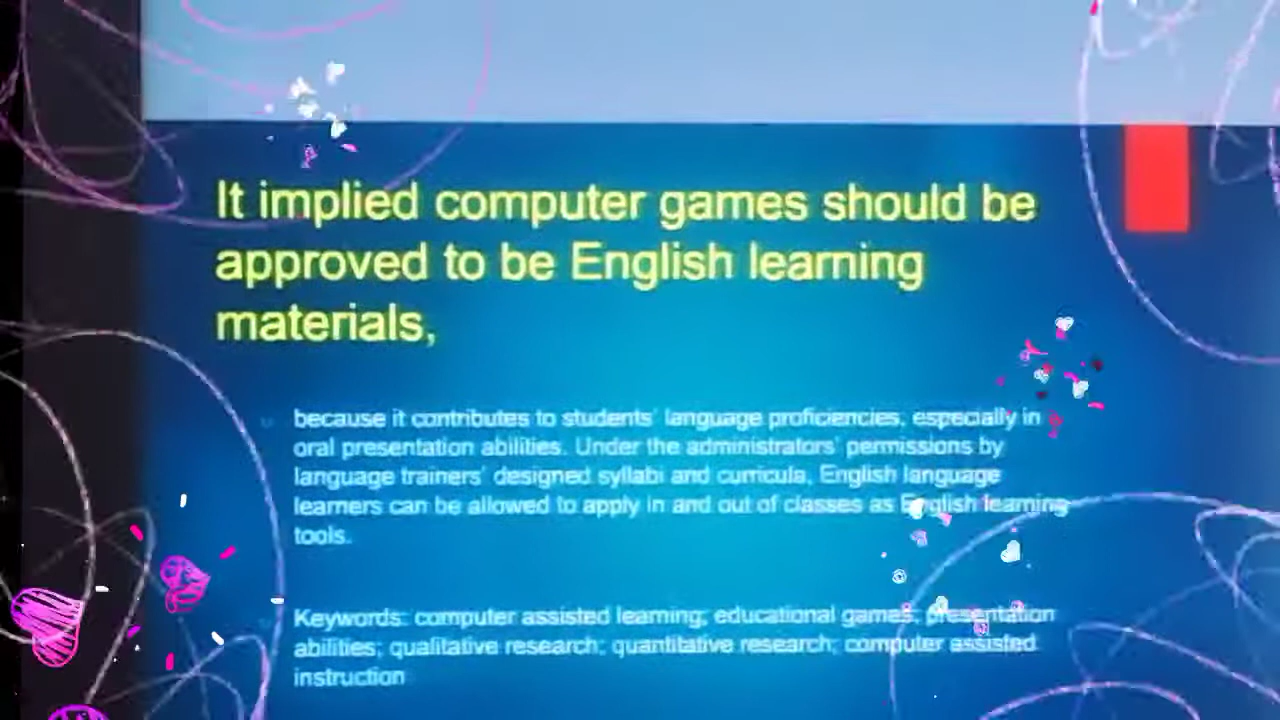 It implied computer games should be
approved to be English learning
materials,
because it contributes to students' language proficiencies, especially in
oral presentation abilities. Under the administrators' permissions by
language trainers' designed syllabi and curricula, English language
learners can be allowed to apply in and out of classes as English learning
tools.
Keywords: computer assisted learning; educational games; presentation
abilities; qualitative research; quantitative research; computer assisted
instruction